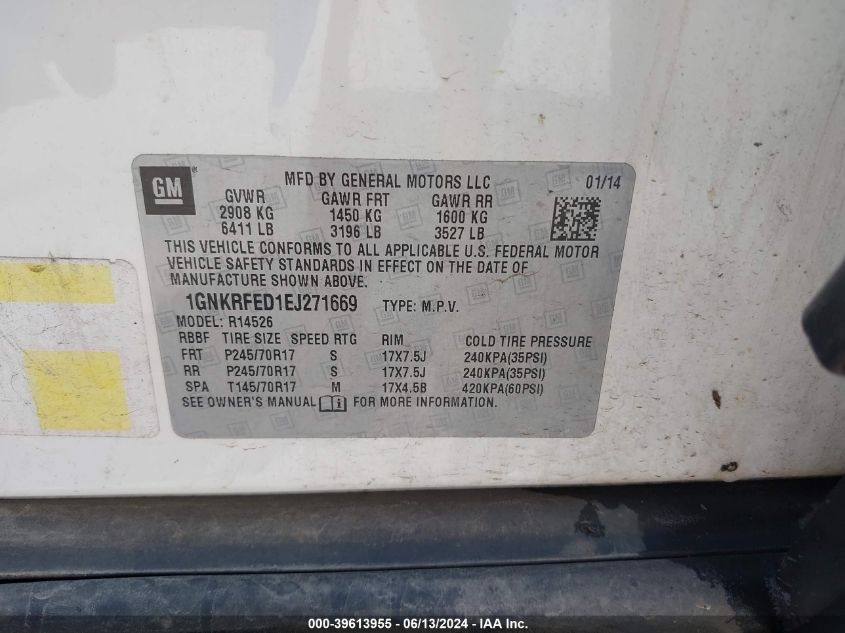 GM
MFD BY GENERAL MOTORS LLC 01/14
GVWR GAWR FRT GAWR RR
2908 KG 1450 KG 1600 KG
6411 LB 3196 LB 3527 LB
THIS VEHICLE CONFORMS TO ALL APPLICABLE U.S. FEDERAL MOTOR
VEHICLE SAFETY STANDARDS IN EFFECT ON THE DATE OF
MANUFACTURE SHOWN ABOVE.
1GNKRFED1EJ271669 TYPE: M.P.V.
MODEL: R14526
RBBF TIRE SIZE SPEED RTG RIM COLD TIRE PRESSURE
FRT P245/70R17 S 17X7.5J 240KPA(35PSI)
RR P245/70R17 S 17X7.5J 240KPA(35PSI)
SPA T145/70R17 M 17X4.5B 420KPA(60PSI)
SEE OWNER'S MANUAL i FOR MORE INFORMATION.
000-39613955 - 06/13/2024 - IAA Inc.